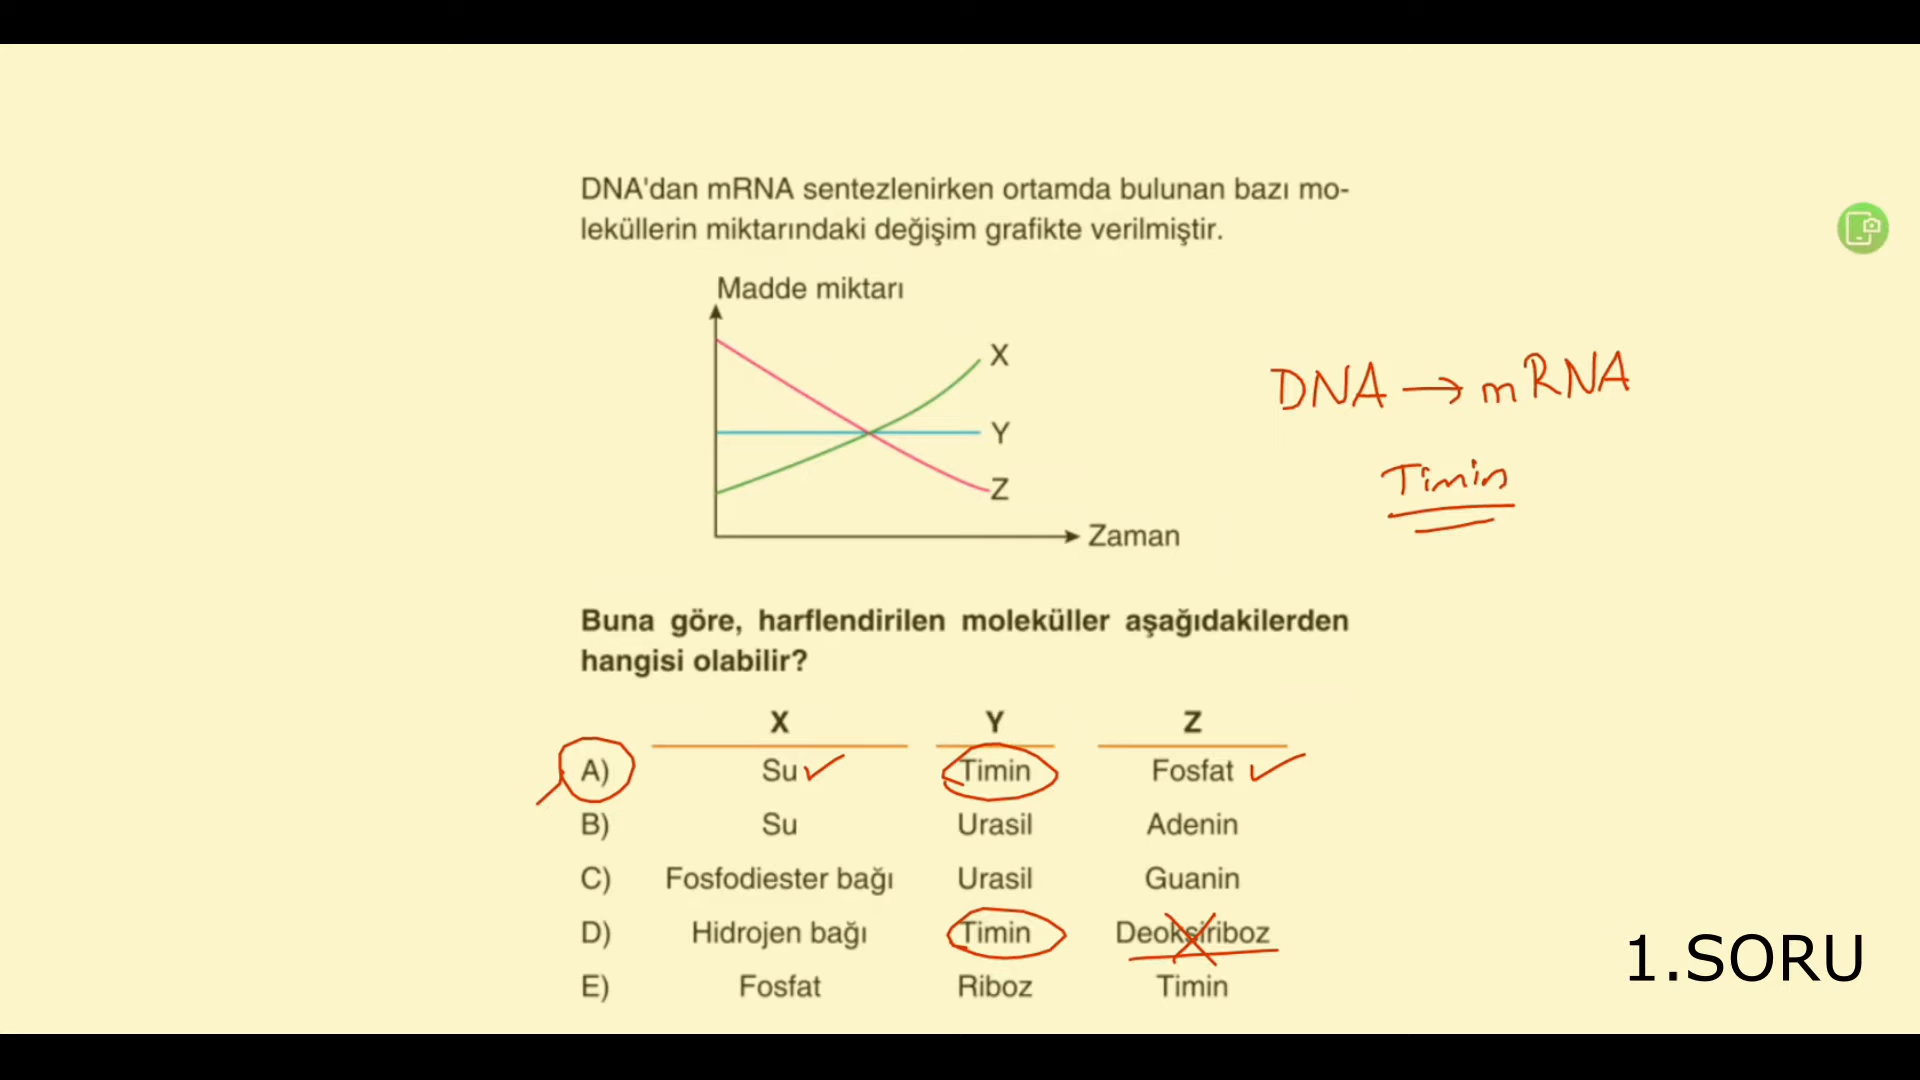 DNA'dan mRNA sentezlenirken ortamda bulunan bazı mo-
leküllerin miktarındaki değişim grafikte verilmiştir.
Madde miktarı
X
Y
Z
Zaman
DNA → mRNA
Timin
Buna göre, harflendirilen moleküller aşağıdakilerden
hangisi olabilir?
X Y Z
A) Su Timin Fosfat
B) Su Urasil Adenin
C) Fosfodiester bağı Urasil Guanin
D) Hidrojen bağı Timin Deoksiriboz
E) Fosfat Riboz Timin
1.SORU